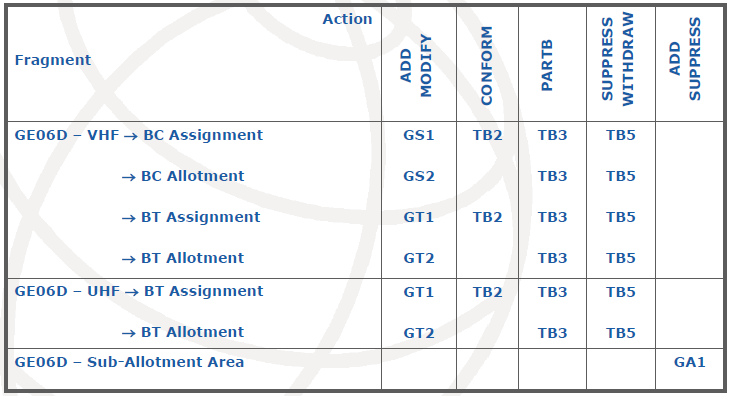 Action
Fragment
ADD MODIFY
CONFORM
PARTB
SUPPRESS WITHDRAW
ADD SUPPRESS
GE06D – VHF → BC Assignment GS1 TB2 TB3 TB5
→ BC Allotment GS2 TB3 TB5
→ BT Assignment GT1 TB2 TB3 TB5
→ BT Allotment GT2 TB3 TB5
GE06D – UHF → BT Assignment GT1 TB2 TB3 TB5
→ BT Allotment GT2 TB3 TB5
GE06D – Sub-Allotment Area GA1